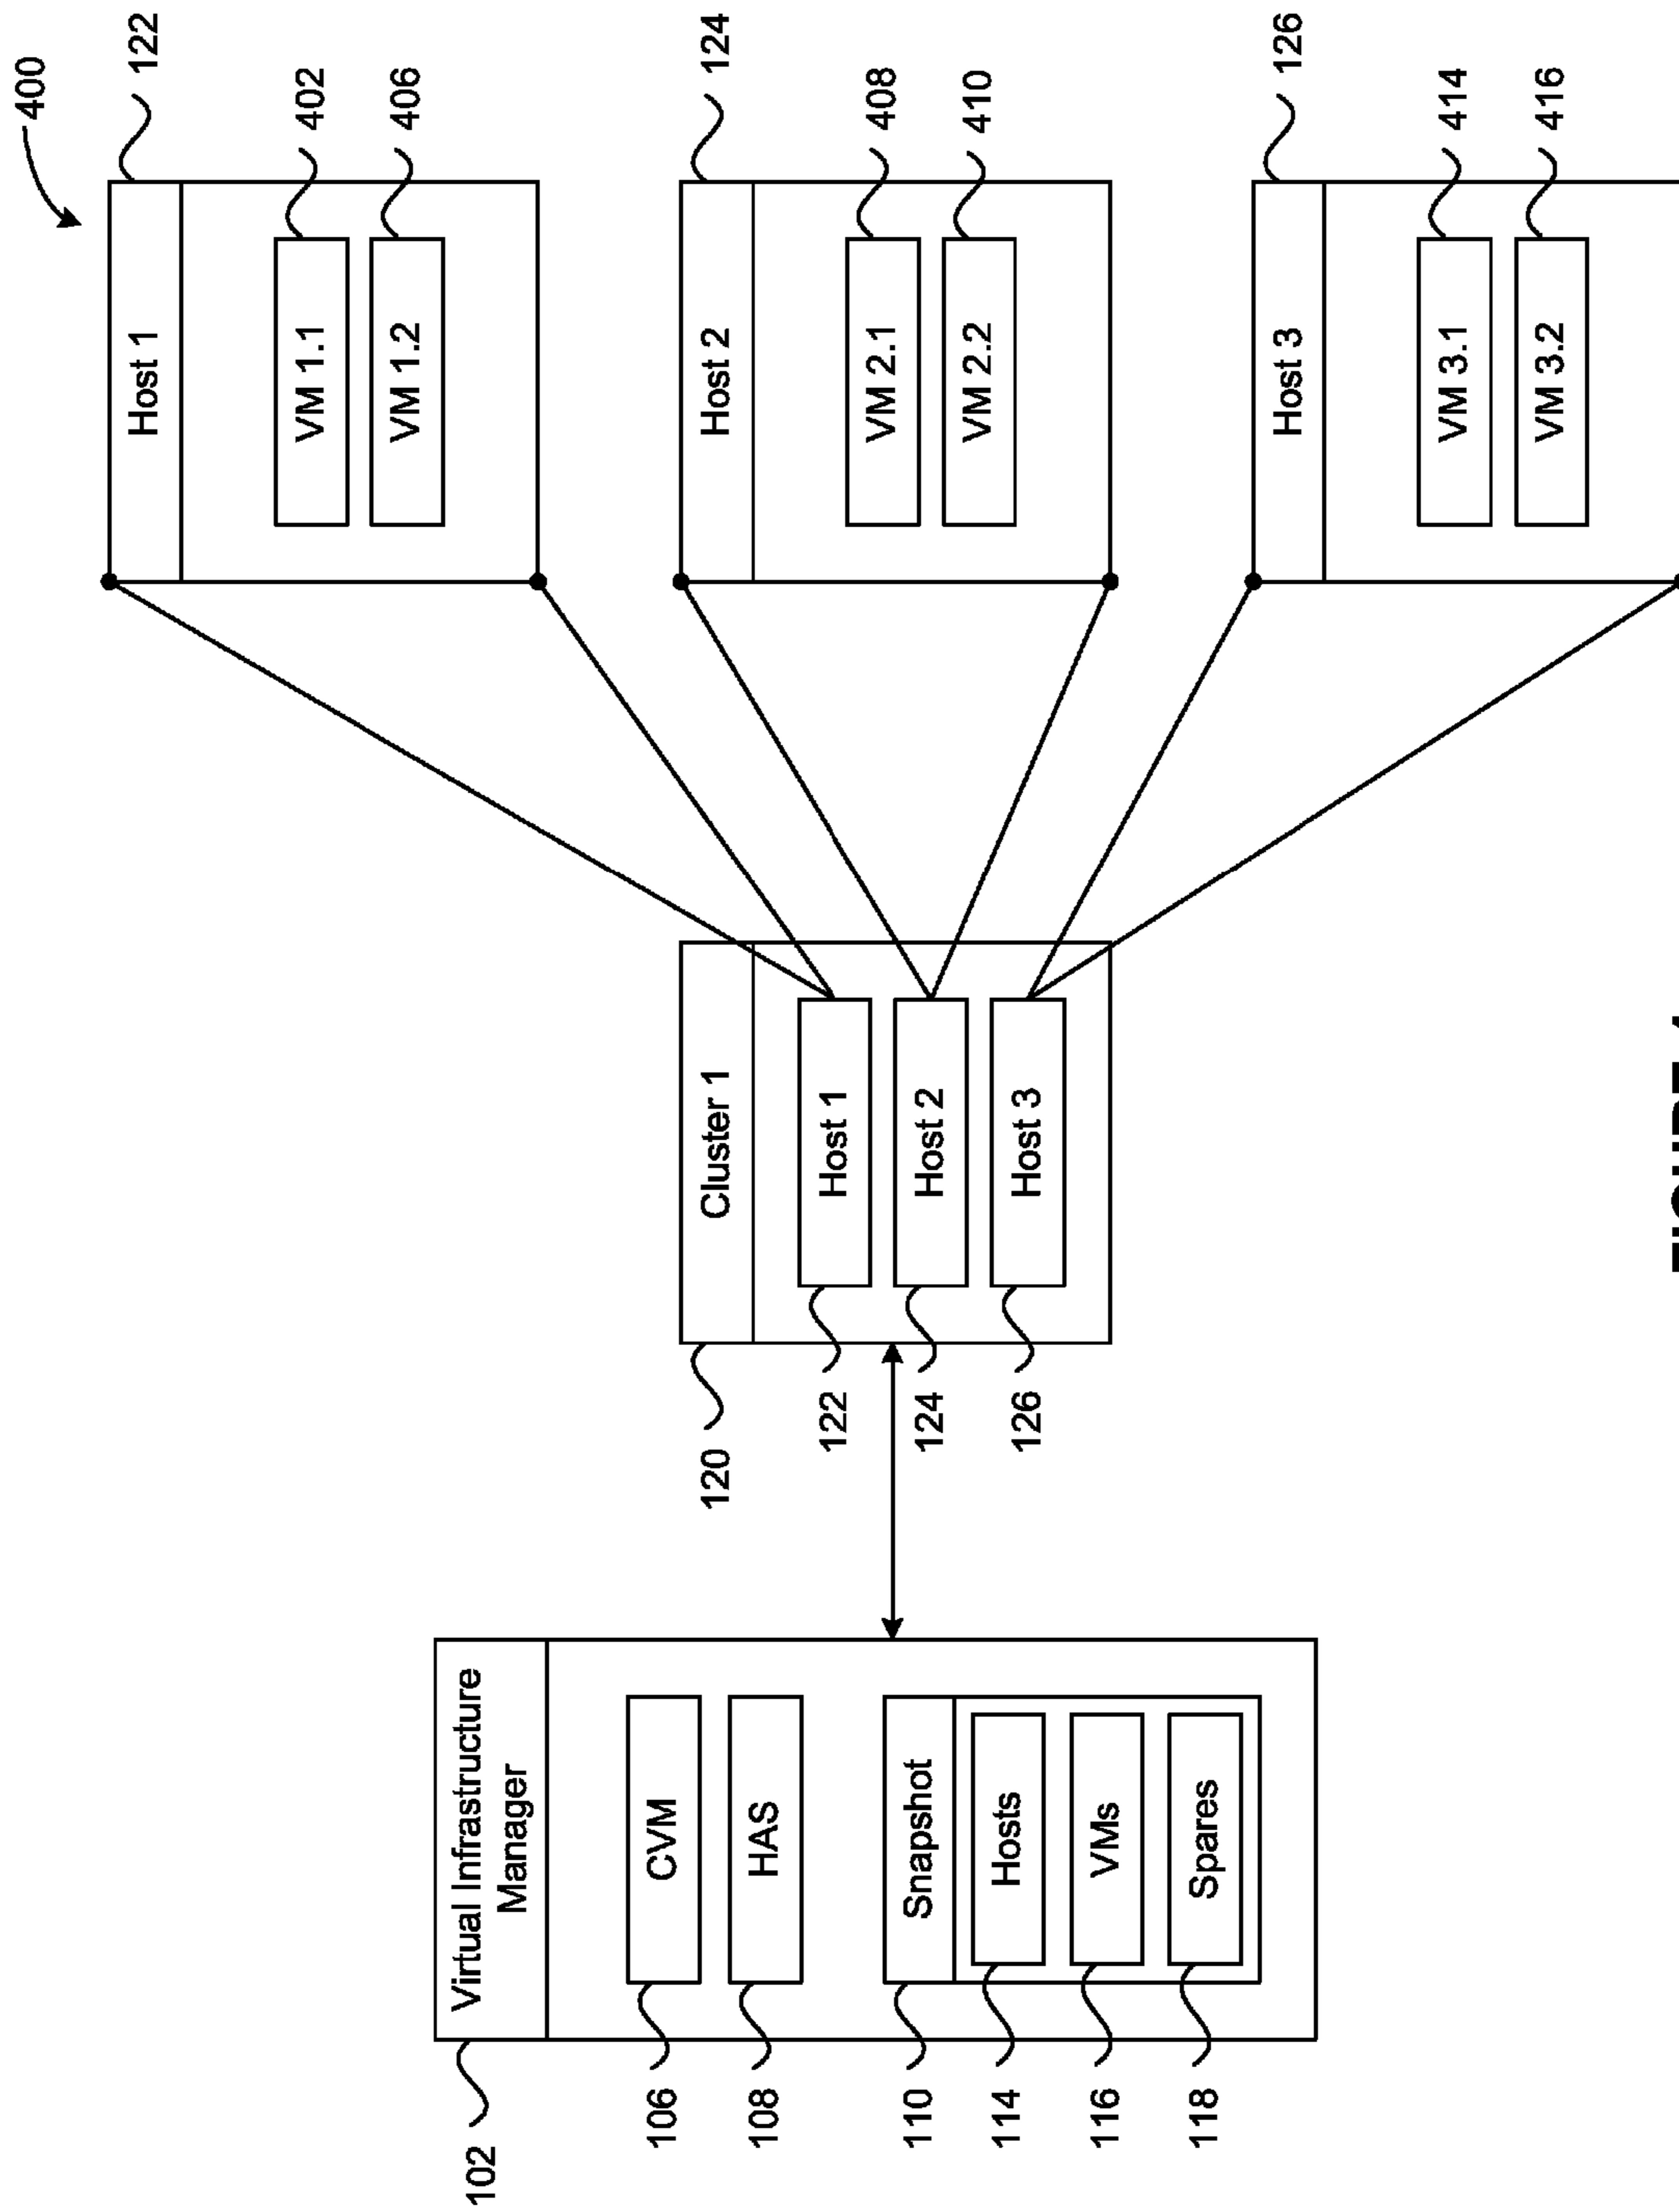 400
Virtual Infrastructure
Manager
102
CVM
106
HAS
108
Snapshot
110
Hosts
114
VMs
116
Spares
118
Cluster 1
120
Host 1
122
Host 2
124
Host 3
126
Host 1
122
VM 1.1
402
VM 1.2
406
Host 2
124
VM 2.1
408
VM 2.2
410
Host 3
126
VM 3.1
414
VM 3.2
416